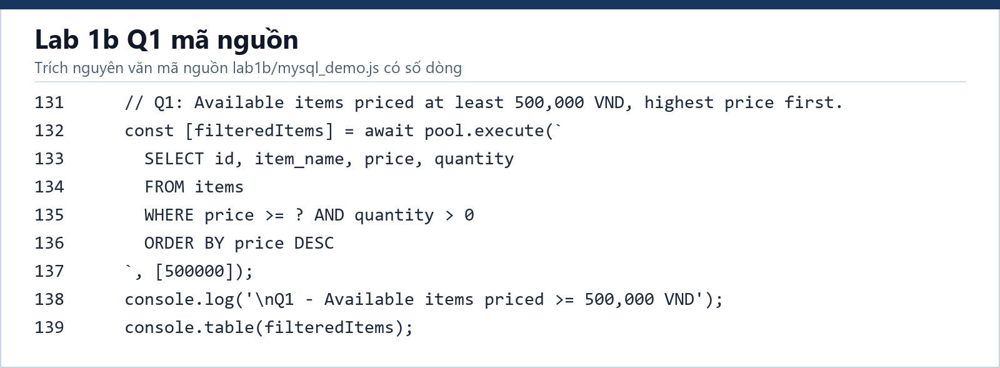 Lab 1b Q1 mã nguồn
Trích nguyên văn mã nguồn lab1b/mysql_demo.js có số dòng
131      // Q1: Available items priced at least 500,000 VND, highest price first.
132      const [filteredItems] = await pool.execute(`
133        SELECT id, item_name, price, quantity
134        FROM items
135        WHERE price >= ? AND quantity > 0
136        ORDER BY price DESC
137      `, [500000]);
138      console.log('\nQ1 - Available items priced >= 500,000 VND');
139      console.table(filteredItems);